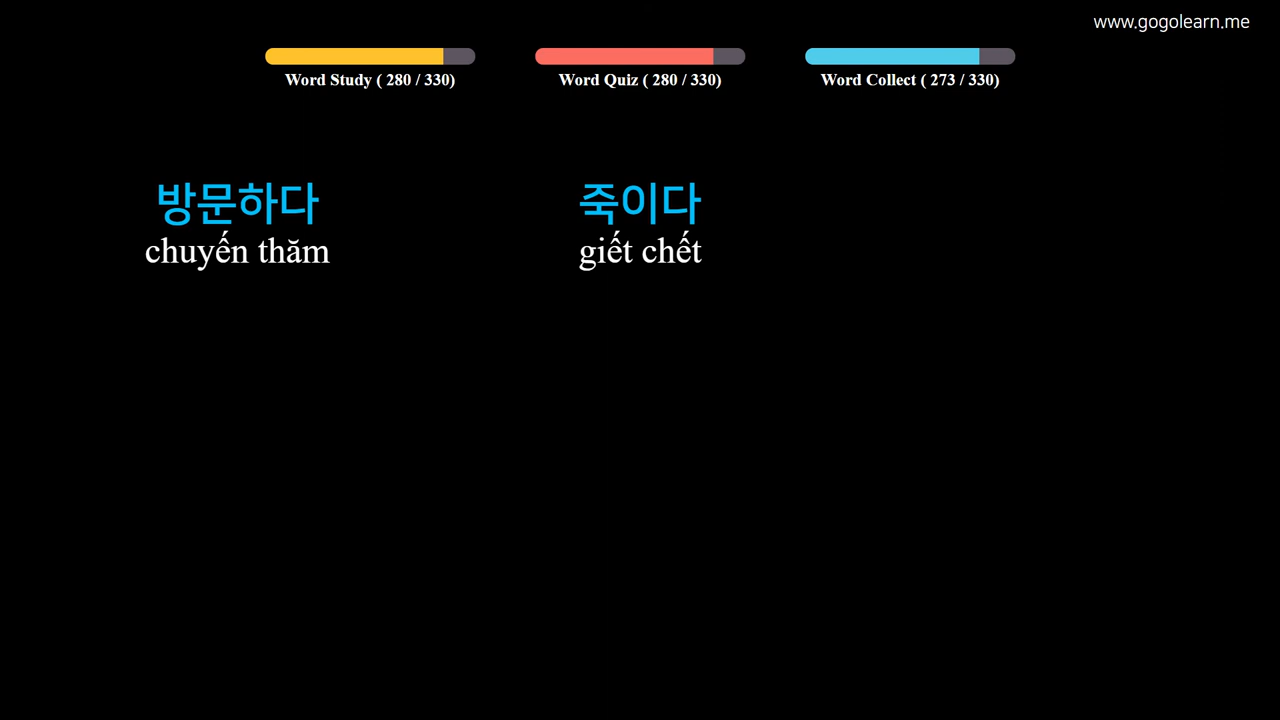 www.gogolearn.me
Word Study ( 280 / 330)
Word Quiz ( 280 / 330)
Word Collect ( 273 / 330)
방문하다
chuyến thăm
죽이다
giết chết